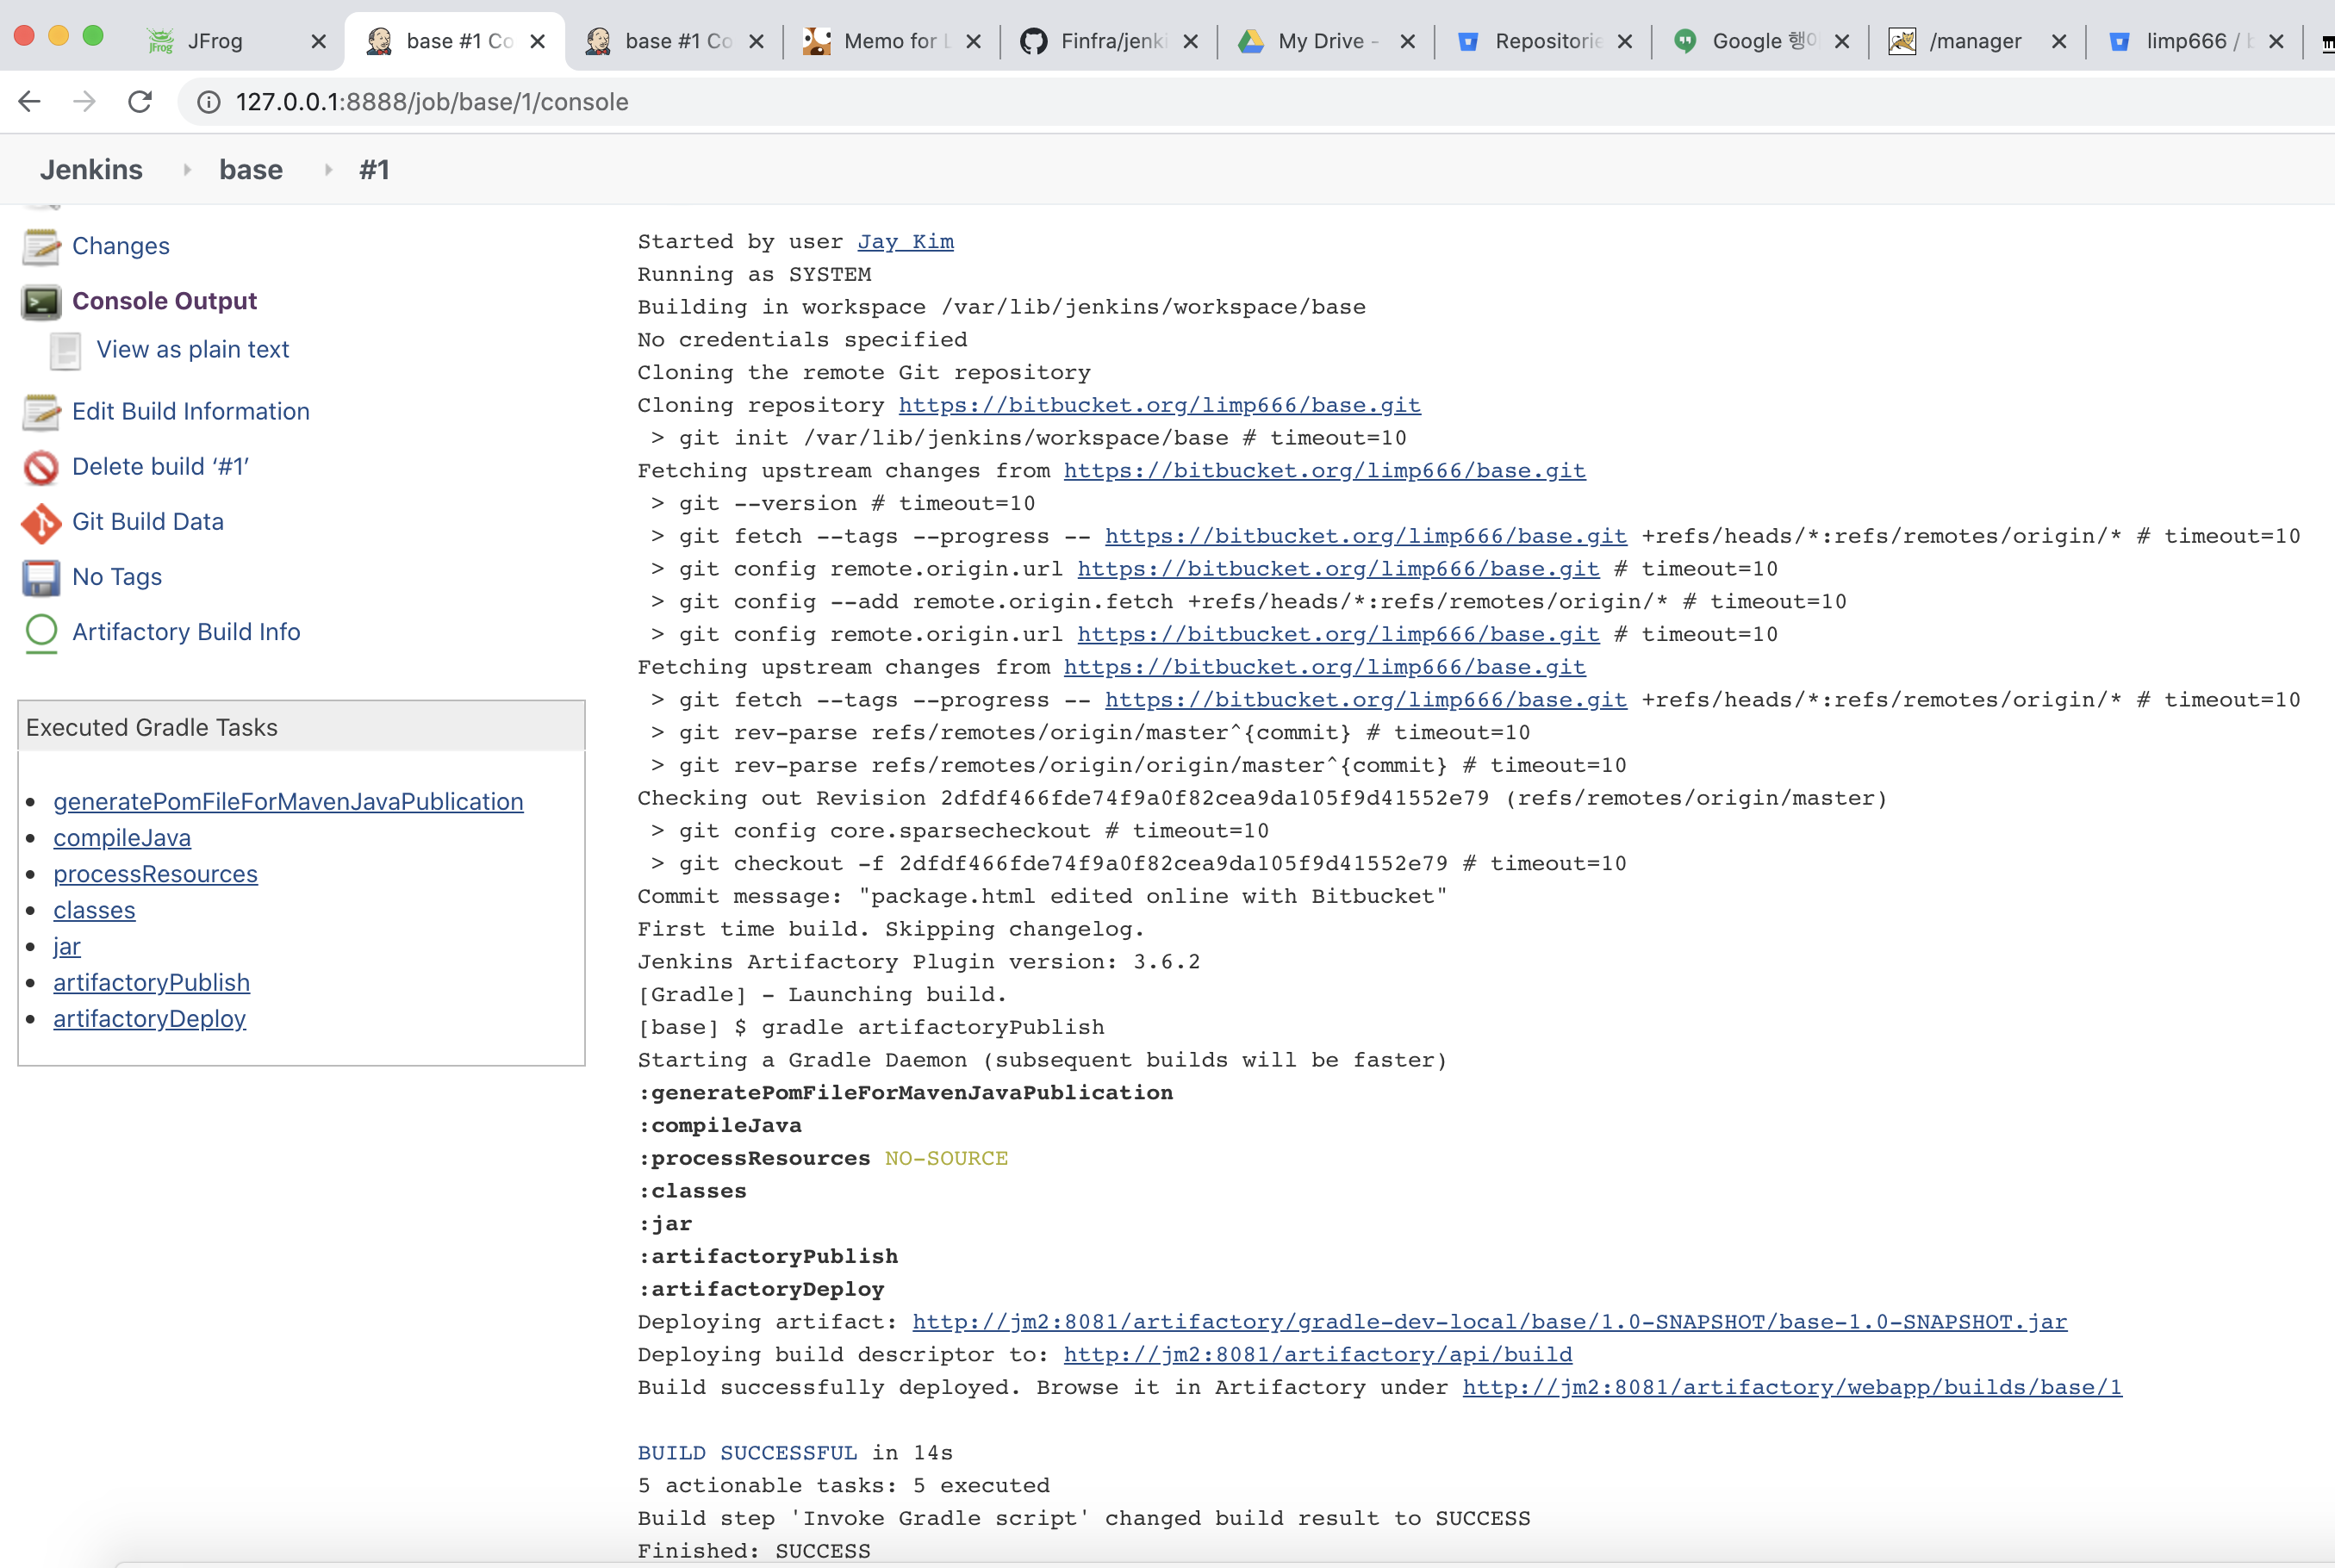 JFrog
base #1 Co
base #1 Co
Memo for L
Finfra/jenki
My Drive -
Repositorie
Google 행아
/manager
limp666 / b
127.0.0.1:8888/job/base/1/console
Jenkins
base
#1
Changes
Console Output
View as plain text
Edit Build Information
Delete build ‘#1’
Git Build Data
No Tags
Artifactory Build Info
Executed Gradle Tasks
generatePomFileForMavenJavaPublication
compileJava
processResources
classes
jar
artifactoryPublish
artifactoryDeploy
Started by user Jay Kim
Running as SYSTEM
Building in workspace /var/lib/jenkins/workspace/base
No credentials specified
Cloning the remote Git repository
Cloning repository https://bitbucket.org/limp666/base.git
> git init /var/lib/jenkins/workspace/base # timeout=10
Fetching upstream changes from https://bitbucket.org/limp666/base.git
> git --version # timeout=10
> git fetch --tags --progress -- https://bitbucket.org/limp666/base.git +refs/heads/*:refs/remotes/origin/* # timeout=10
> git config remote.origin.url https://bitbucket.org/limp666/base.git # timeout=10
> git config --add remote.origin.fetch +refs/heads/*:refs/remotes/origin/* # timeout=10
> git config remote.origin.url https://bitbucket.org/limp666/base.git # timeout=10
Fetching upstream changes from https://bitbucket.org/limp666/base.git
> git fetch --tags --progress -- https://bitbucket.org/limp666/base.git +refs/heads/*:refs/remotes/origin/* # timeout=10
> git rev-parse refs/remotes/origin/master^{commit} # timeout=10
> git rev-parse refs/remotes/origin/origin/master^{commit} # timeout=10
Checking out Revision 2dfdf466fde74f9a0f82cea9da105f9d41552e79 (refs/remotes/origin/master)
> git config core.sparsecheckout # timeout=10
> git checkout -f 2dfdf466fde74f9a0f82cea9da105f9d41552e79 # timeout=10
Commit message: "package.html edited online with Bitbucket"
First time build. Skipping changelog.
Jenkins Artifactory Plugin version: 3.6.2
[Gradle] - Launching build.
[base] $ gradle artifactoryPublish
Starting a Gradle Daemon (subsequent builds will be faster)
:generatePomFileForMavenJavaPublication
:compileJava
:processResources NO-SOURCE
:classes
:jar
:artifactoryPublish
:artifactoryDeploy
Deploying artifact: http://jm2:8081/artifactory/gradle-dev-local/base/1.0-SNAPSHOT/base-1.0-SNAPSHOT.jar
Deploying build descriptor to: http://jm2:8081/artifactory/api/build
Build successfully deployed. Browse it in Artifactory under http://jm2:8081/artifactory/webapp/builds/base/1
BUILD SUCCESSFUL in 14s
5 actionable tasks: 5 executed
Build step 'Invoke Gradle script' changed build result to SUCCESS
Finished: SUCCESS